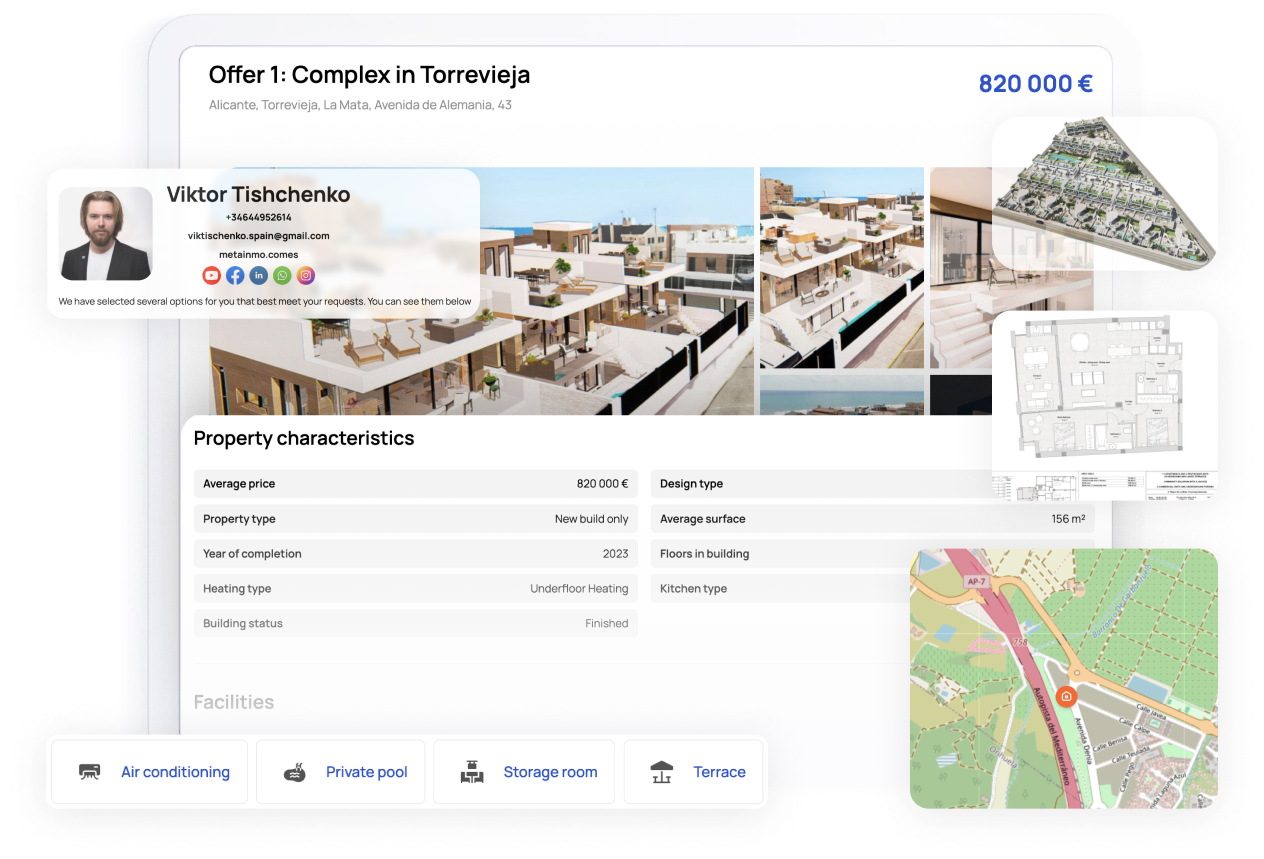 Offer 1: Complex in Torrevieja
820 000 €
Alicante, Torrevieja, La Mata, Avenida de Alemania, 43
Viktor Tishchenko
+34644952614
viktischenko.spain@gmail.com
metainmo.comes
in
We have selected several options for you that best meet your requests. You can see them below
Property characteristics
Average price 820 000 €
Design type
Property type New build only
Average surface 156 m²
Year of completion 2023
Floors in building
Heating type Underfloor Heating
Kitchen type
Building status Finished
Facilities
Air conditioning
Private pool
Storage room
Terrace
AP-7
758
Autopista del Mediterráneo
Avenida Denia
Calle Javea
Calle Calpe
Calle Benisa
Calle Teulada
Calle Pego
Orihuela